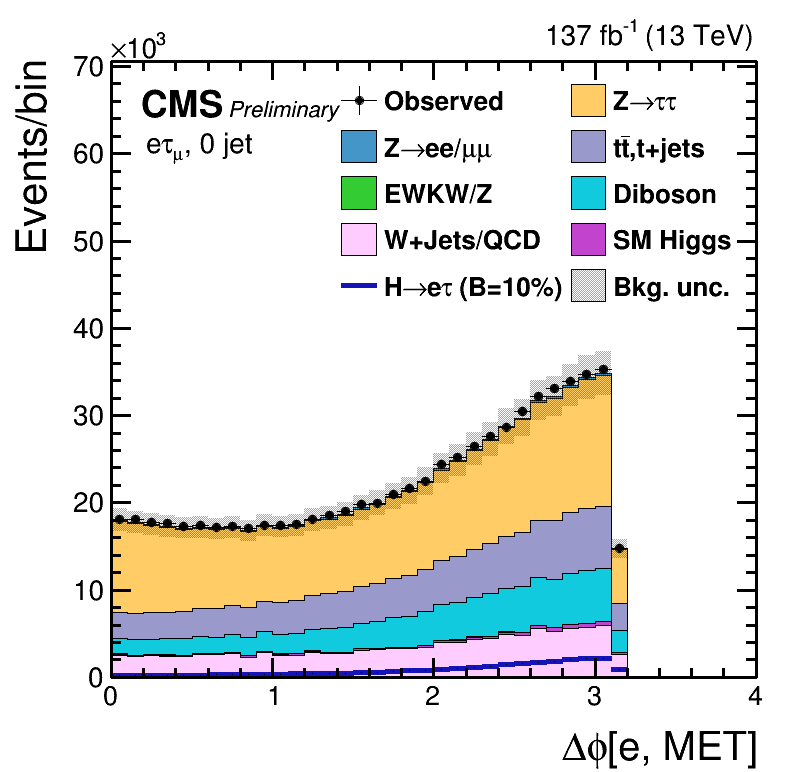 137 fb⁻¹ (13 TeV)
×10³
CMS Preliminary
eτμ, 0 jet
Observed
Z→ττ
Z→ee/μμ
tt̄,t+jets
EWKW/Z
Diboson
W+Jets/QCD
SM Higgs
H→eτ (B=10%)
Bkg. unc.
Events/bin
70
60
50
40
30
20
10
0
0 1 2 3 4
Δϕ[e, MET]